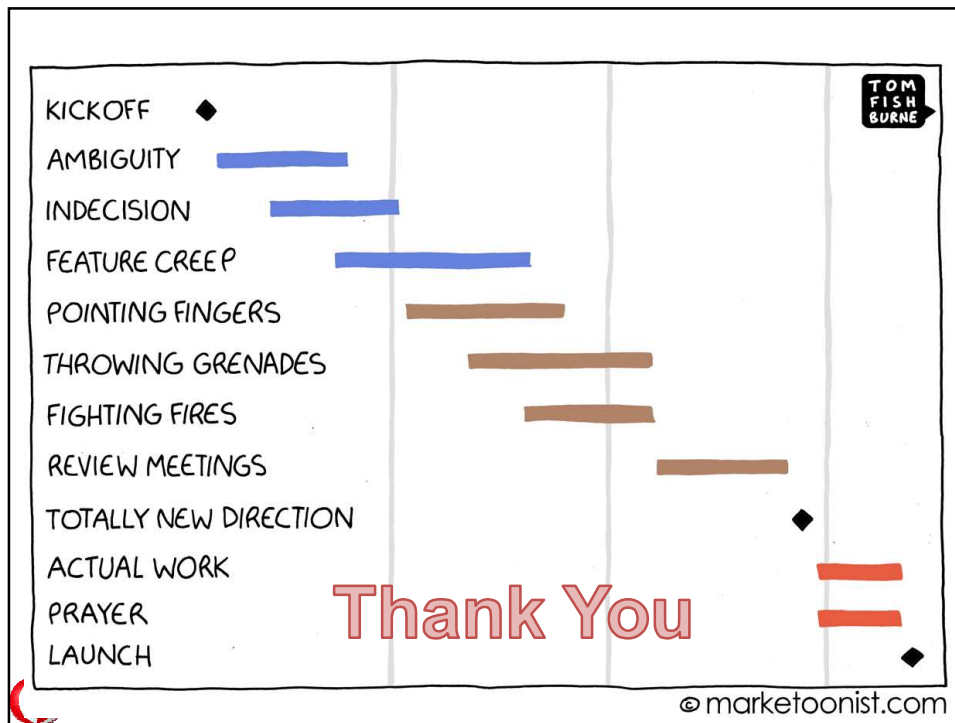 TOM
FISH
BURNE
KICKOFF
AMBIGUITY
INDECISION
FEATURE CREEP
POINTING FINGERS
THROWING GRENADES
FIGHTING FIRES
REVIEW MEETINGS
TOTALLY NEW DIRECTION
ACTUAL WORK
PRAYER
LAUNCH
Thank You
© marketoonist.com